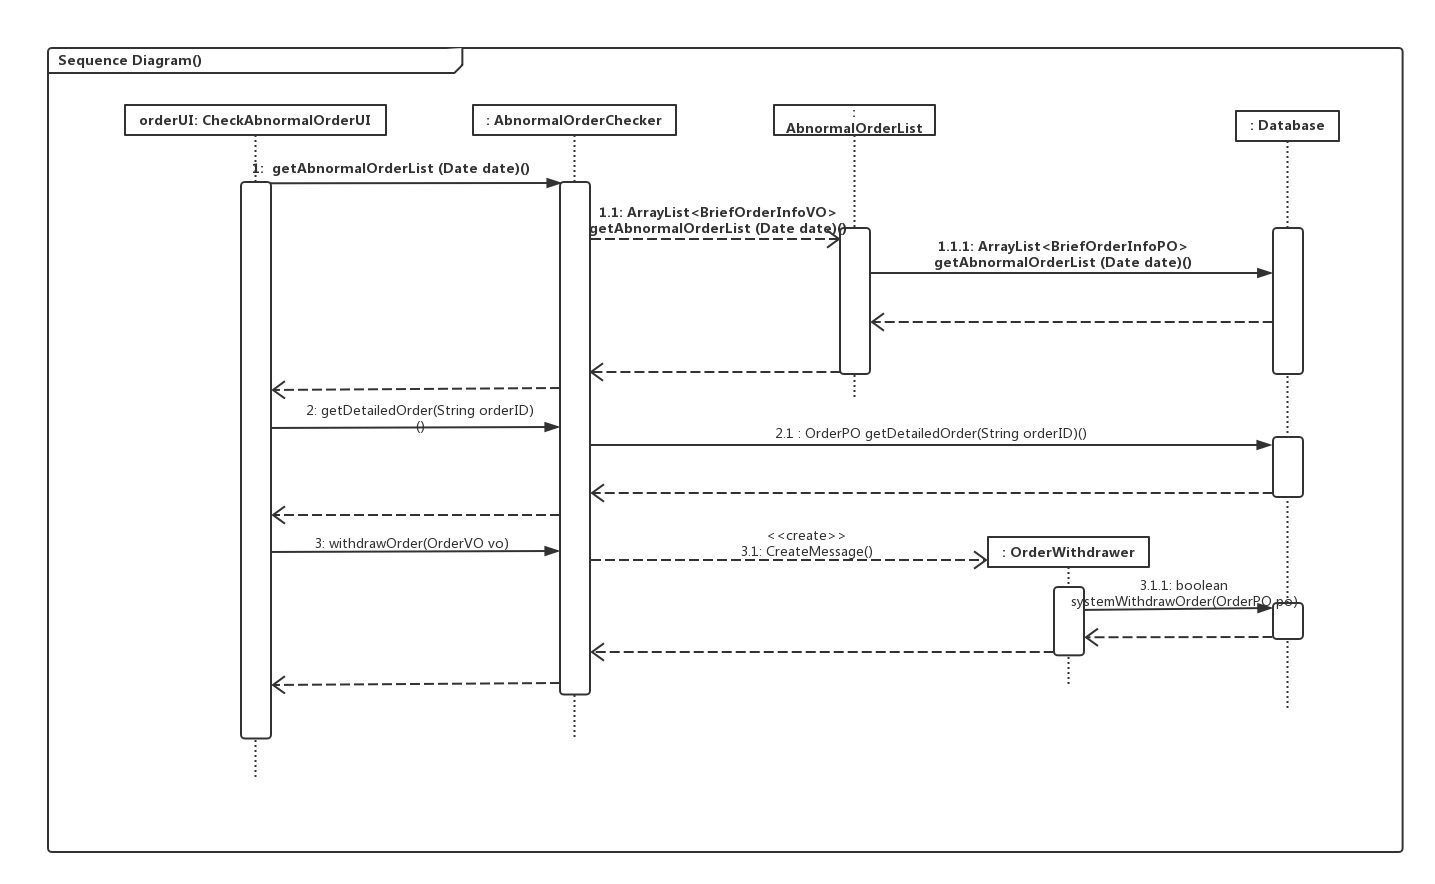 Sequence Diagram()
orderUI: CheckAbnormalOrderUI
: AbnormalOrderChecker
:
AbnormalOrderList
: Database
1:  getAbnormalOrderList (Date date)()
1.1: ArrayList<BriefOrderInfoVO>
getAbnormalOrderList (Date date)()
1.1.1: ArrayList<BriefOrderInfoPO>
getAbnormalOrderList (Date date)()
2: getDetailedOrder(String orderID)
()
2.1 : OrderPO getDetailedOrder(String orderID)()
3: withdrawOrder(OrderVO vo)
<<create>>
3.1: CreateMessage()
: OrderWithdrawer
3.1.1: boolean
systemWithdrawOrder(OrderPO po)